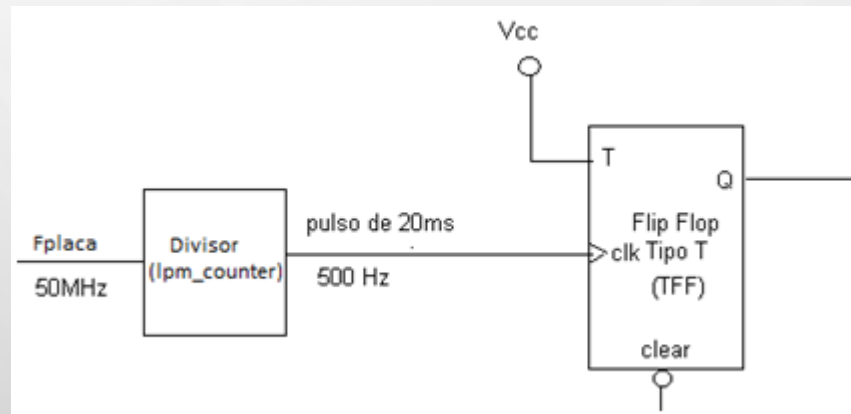 Vcc
T
Q
Fplaca
50MHz
Divisor
(lpm_counter)
pulso de 20ms
500 Hz
clk
Flip Flop
Tipo T
(TFF)
clear